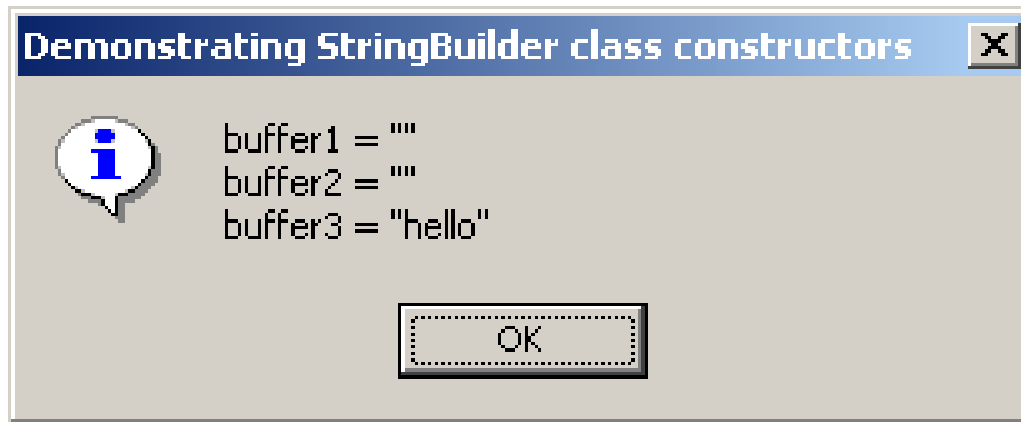 Demonstrating StringBuilder class constructors
buffer1 = ""
buffer2 = ""
buffer3 = "hello"
OK